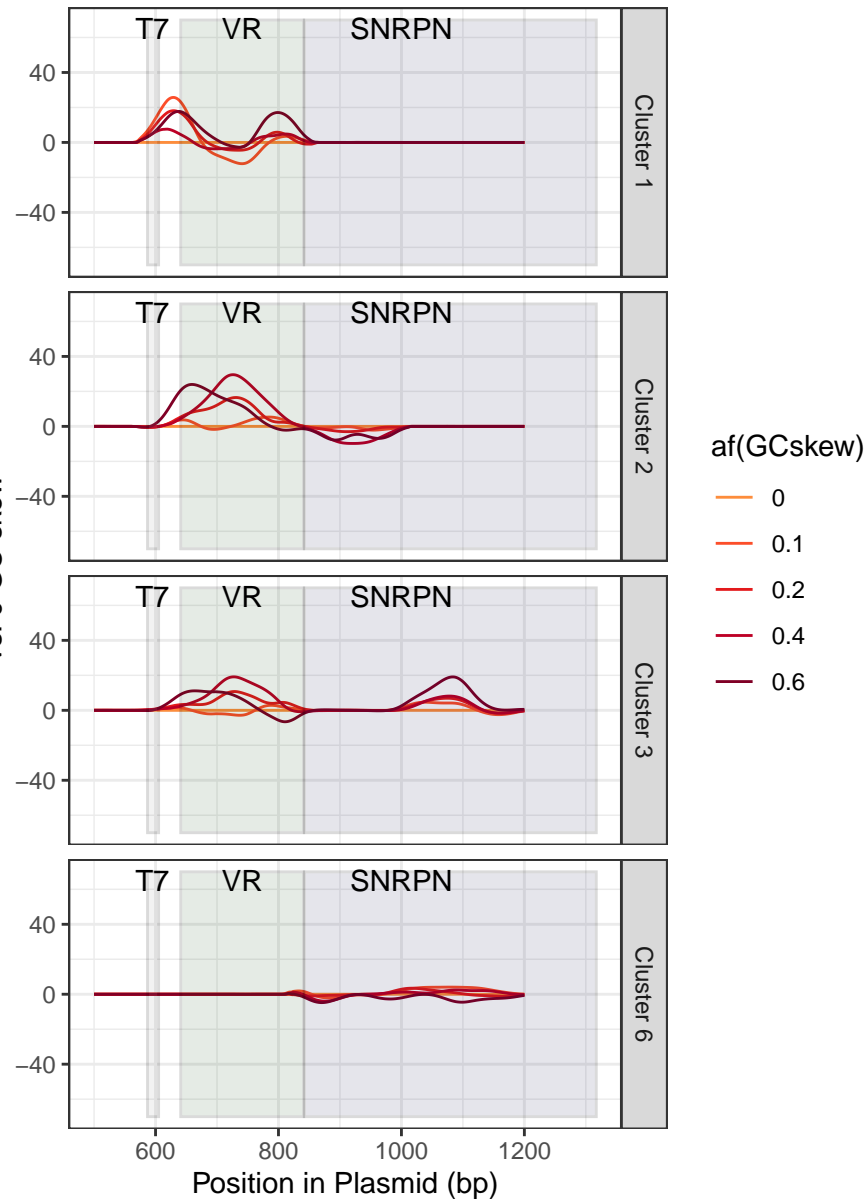 T7 VR SNRPN
40
0
−40
Cluster 1
T7 VR SNRPN
40
0
−40
Cluster 2
T7 VR SNRPN
40
0
−40
Cluster 3
T7 VR SNRPN
40
0
−40
Cluster 6
600 800 1000 1200
Position in Plasmid (bp)
af(GCskew)
0
0.1
0.2
0.4
0.6